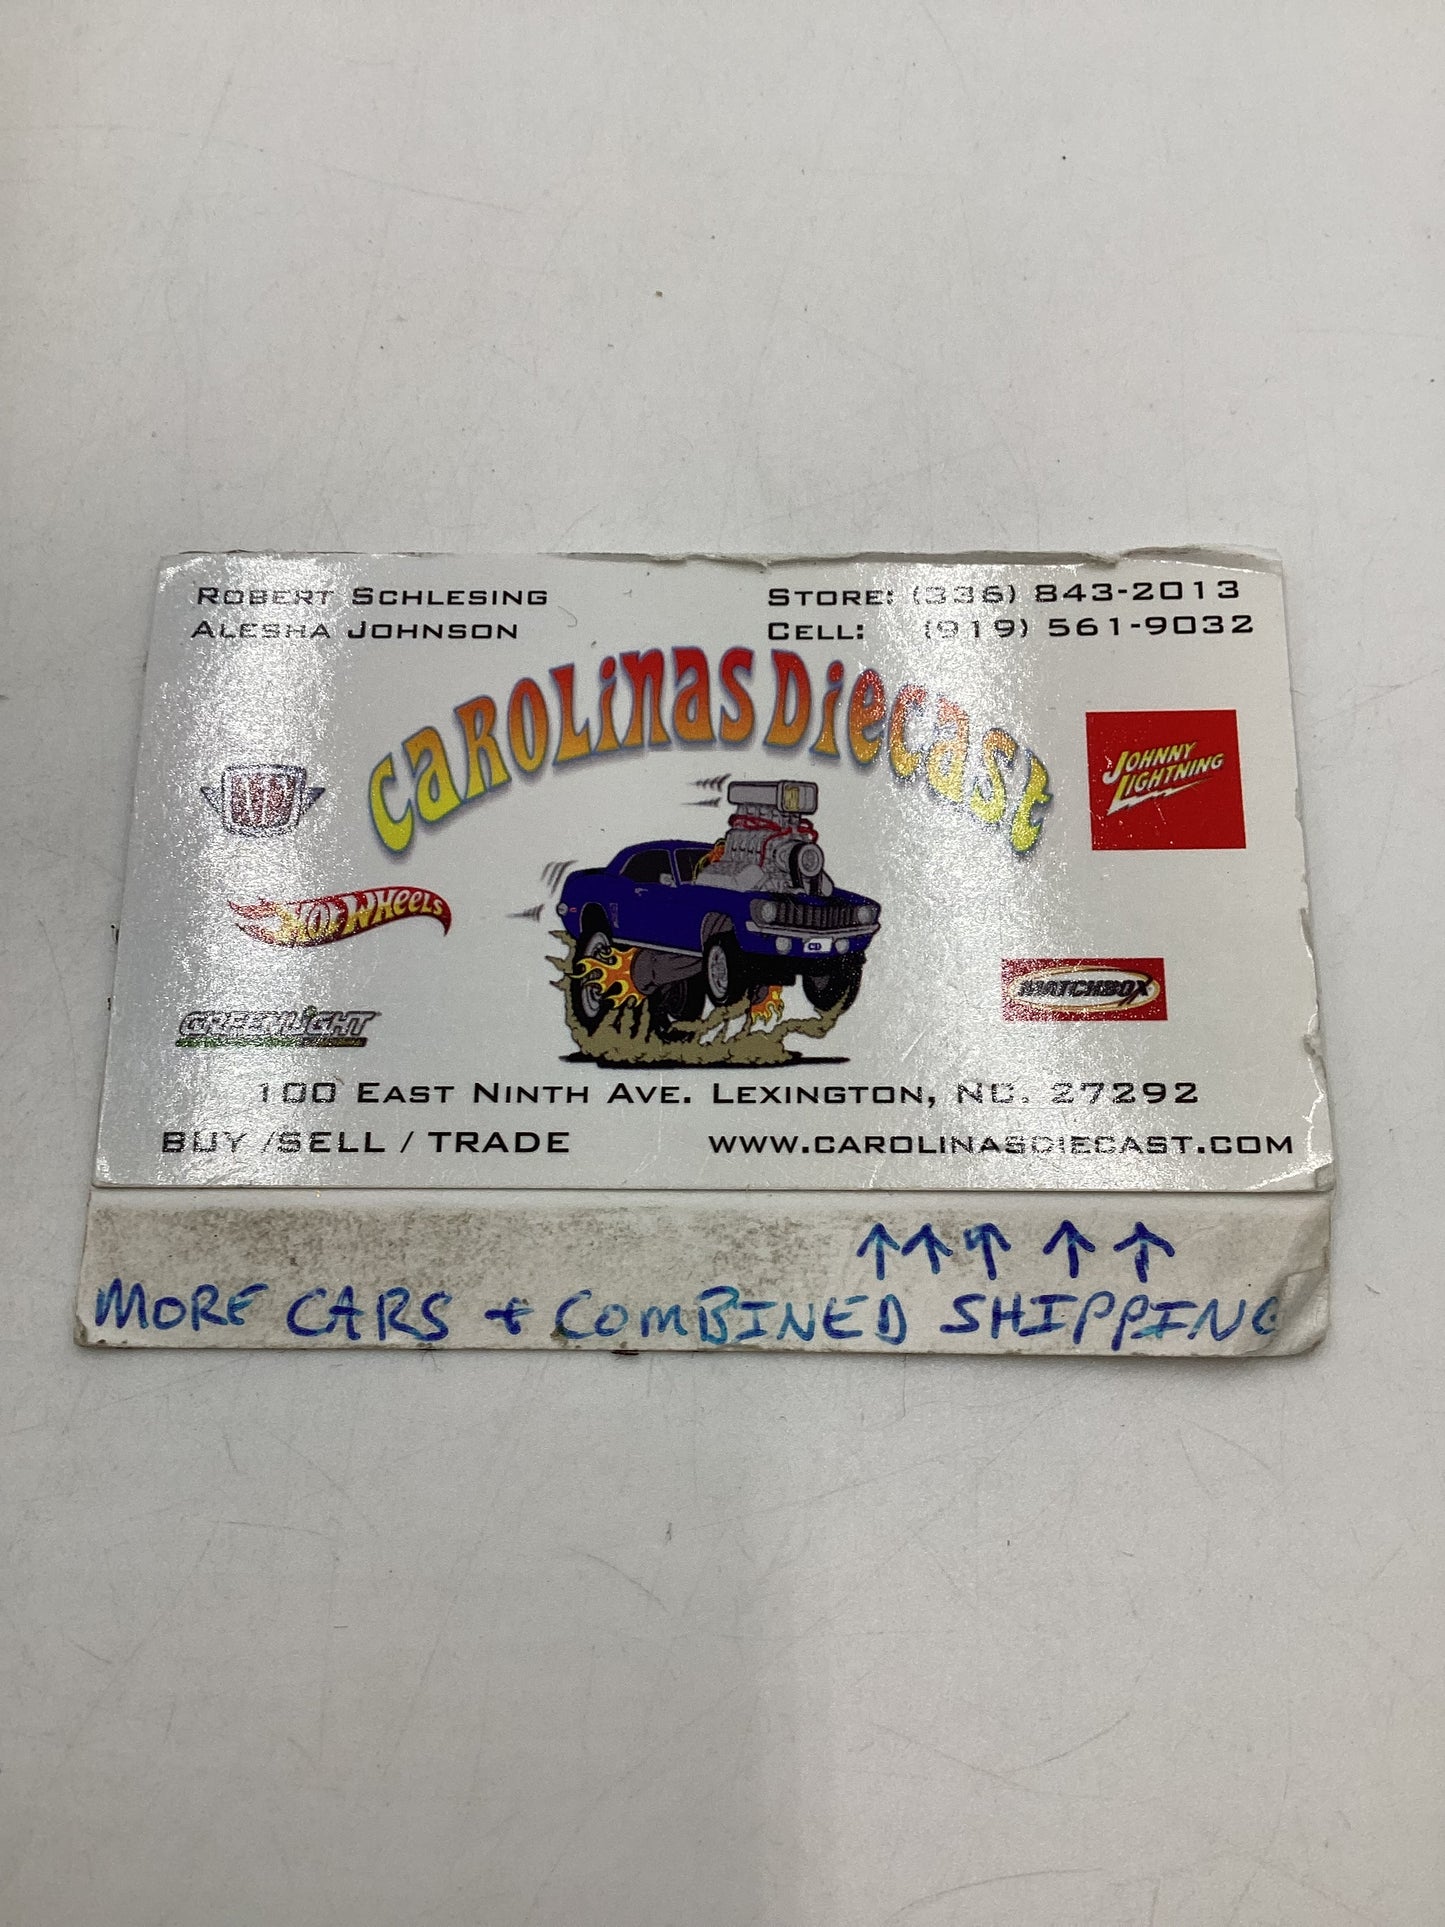 ROBERT SCHLESING
ALESHA JOHNSON
STORE: (336) 843-2013
CELL: (919) 561-9032
CAROLINAS DIECAST
JOHNNY LIGHTNING
HOT WHEELS
MATCHBOX
GREENLIGHT
CD
100 EAST NINTH AVE. LEXINGTON, NC. 27292
BUY /SELL / TRADE
WWW.CAROLINASDIECAST.COM
↑ ↑ ↑ ↑ ↑
MORE CARS + COMBINED SHIPPING